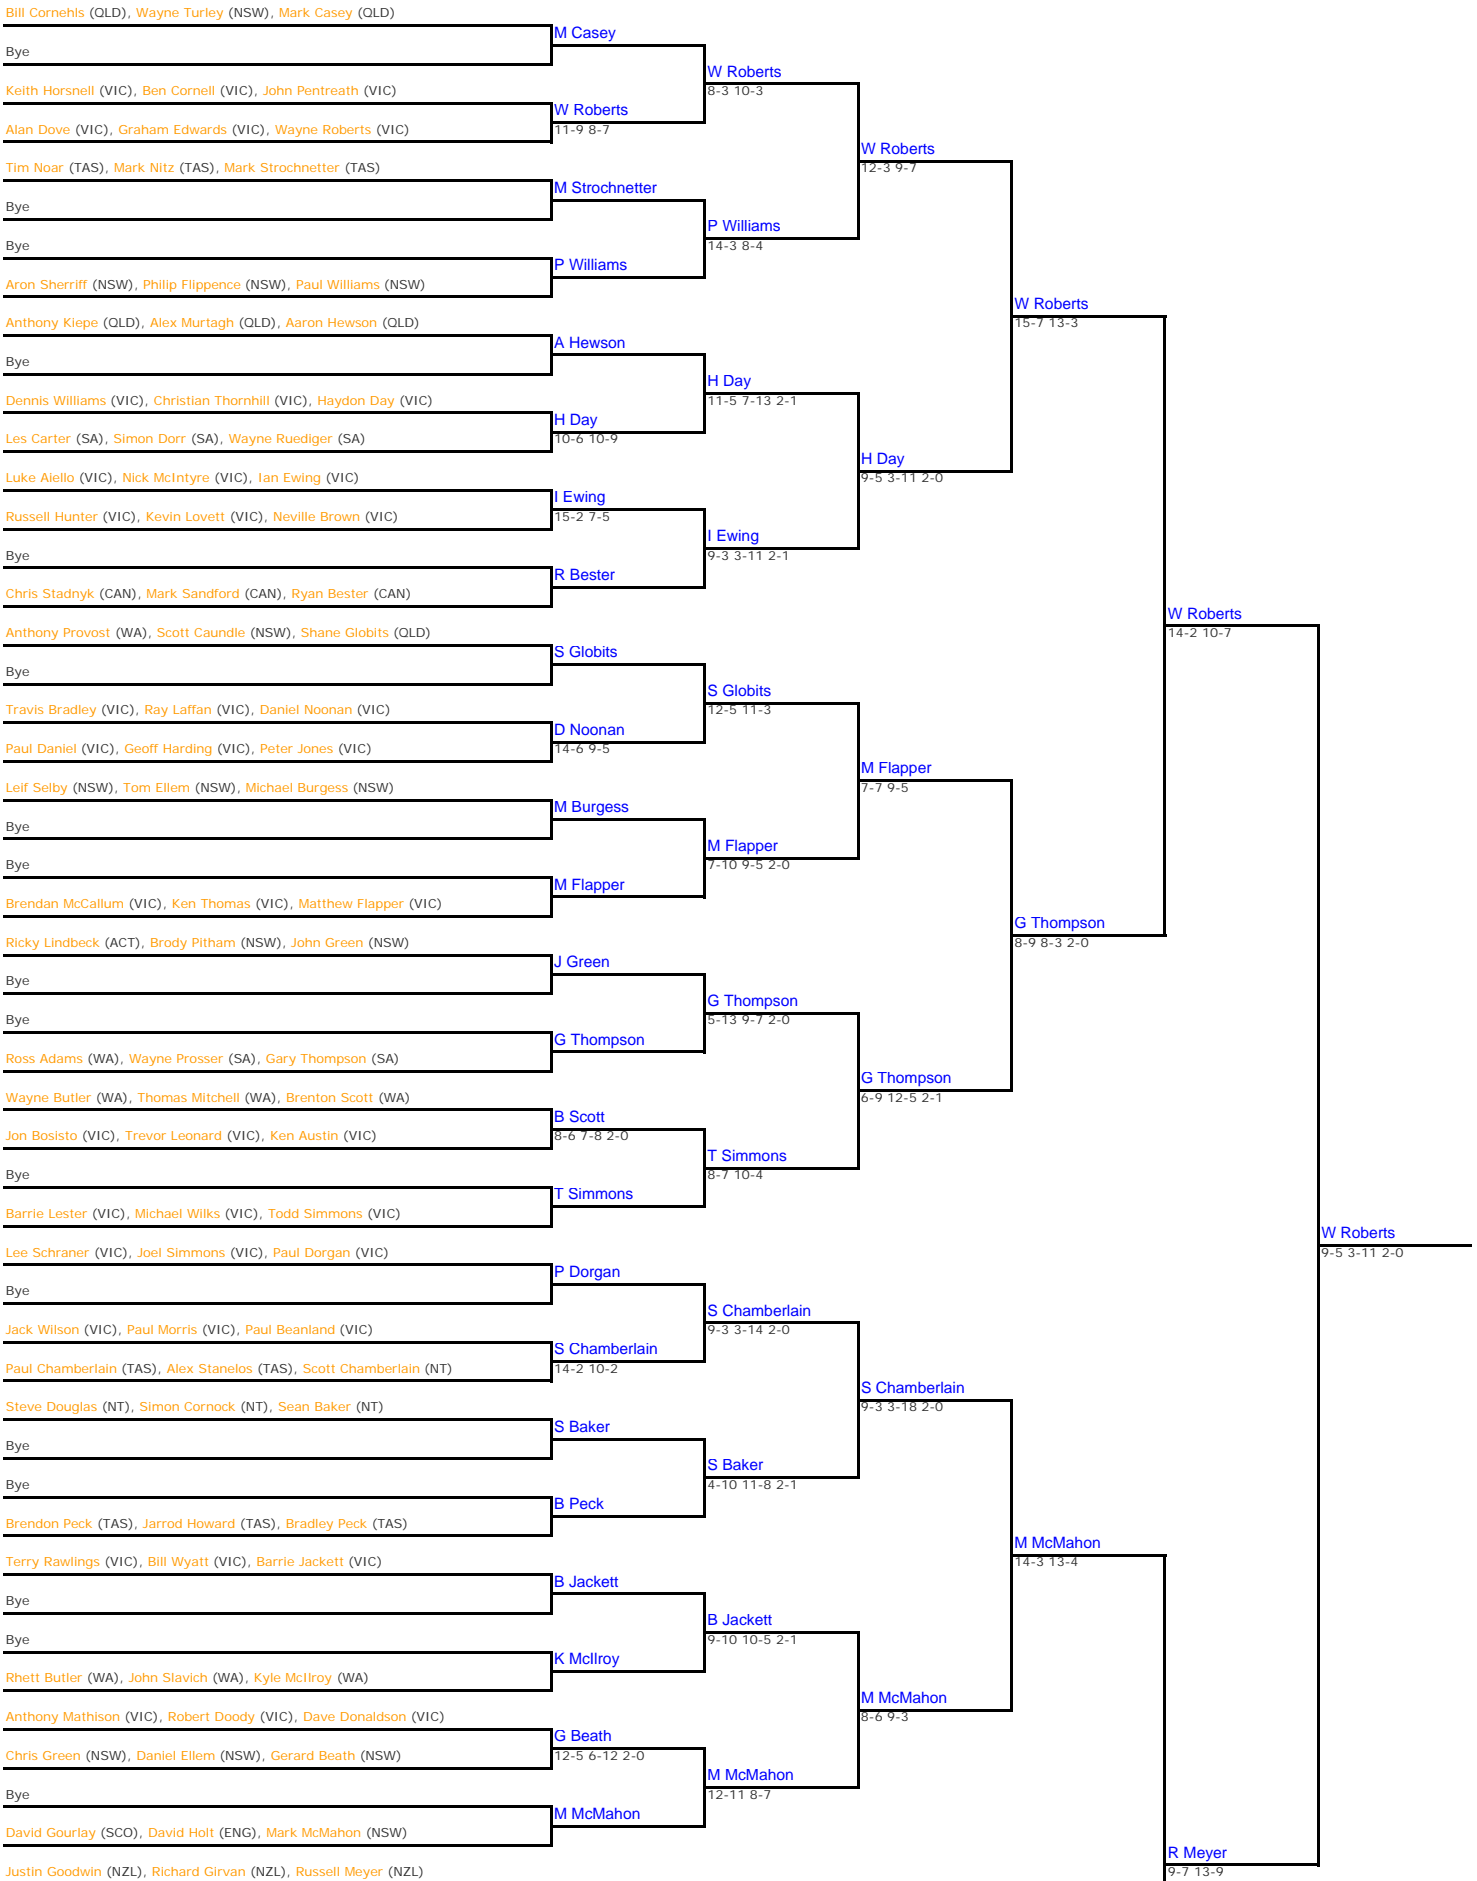 Bill Cornehls (QLD), Wayne Turley (NSW), Mark Casey (QLD)
M Casey
Bye
W Roberts
Keith Horsnell (VIC), Ben Cornell (VIC), John Pentreath (VIC)
8-3 10-3
W Roberts
Alan Dove (VIC), Graham Edwards (VIC), Wayne Roberts (VIC)
11-9 8-7
W Roberts
Tim Noar (TAS), Mark Nitz (TAS), Mark Strochnetter (TAS)
12-3 9-7
M Strochnetter
Bye
P Williams
Bye
14-3 8-4
P Williams
Aron Sherriff (NSW), Philip Flippence (NSW), Paul Williams (NSW)
W Roberts
Anthony Kiepe (QLD), Alex Murtagh (QLD), Aaron Hewson (QLD)
15-7 13-3
A Hewson
Bye
H Day
Dennis Williams (VIC), Christian Thornhill (VIC), Haydon Day (VIC)
11-5 7-13 2-1
H Day
Les Carter (SA), Simon Dorr (SA), Wayne Ruediger (SA)
10-6 10-9
H Day
Luke Aiello (VIC), Nick McIntyre (VIC), Ian Ewing (VIC)
9-5 3-11 2-0
I Ewing
Russell Hunter (VIC), Kevin Lovett (VIC), Neville Brown (VIC)
15-2 7-5
I Ewing
Bye
9-3 3-11 2-1
R Bester
Chris Stadnyk (CAN), Mark Sandford (CAN), Ryan Bester (CAN)
W Roberts
Anthony Provost (WA), Scott Caundle (NSW), Shane Globits (QLD)
14-2 10-7
S Globits
Bye
S Globits
Travis Bradley (VIC), Ray Laffan (VIC), Daniel Noonan (VIC)
12-5 11-3
D Noonan
Paul Daniel (VIC), Geoff Harding (VIC), Peter Jones (VIC)
14-6 9-5
M Flapper
Leif Selby (NSW), Tom Ellem (NSW), Michael Burgess (NSW)
7-7 9-5
M Burgess
Bye
M Flapper
Bye
7-10 9-5 2-0
M Flapper
Brendan McCallum (VIC), Ken Thomas (VIC), Matthew Flapper (VIC)
G Thompson
Ricky Lindbeck (ACT), Brody Pitham (NSW), John Green (NSW)
8-9 8-3 2-0
J Green
Bye
G Thompson
Bye
5-13 9-7 2-0
G Thompson
Ross Adams (WA), Wayne Prosser (SA), Gary Thompson (SA)
G Thompson
Wayne Butler (WA), Thomas Mitchell (WA), Brenton Scott (WA)
6-9 12-5 2-1
B Scott
Jon Bosisto (VIC), Trevor Leonard (VIC), Ken Austin (VIC)
8-6 7-8 2-0
T Simmons
Bye
8-7 10-4
T Simmons
Barrie Lester (VIC), Michael Wilks (VIC), Todd Simmons (VIC)
W Roberts
Lee Schraner (VIC), Joel Simmons (VIC), Paul Dorgan (VIC)
9-5 3-11 2-0
P Dorgan
Bye
S Chamberlain
Jack Wilson (VIC), Paul Morris (VIC), Paul Beanland (VIC)
9-3 3-14 2-0
S Chamberlain
Paul Chamberlain (TAS), Alex Stanelos (TAS), Scott Chamberlain (NT)
14-2 10-2
S Chamberlain
Steve Douglas (NT), Simon Cornock (NT), Sean Baker (NT)
9-3 3-18 2-0
S Baker
Bye
S Baker
Bye
4-10 11-8 2-1
B Peck
Brendon Peck (TAS), Jarrod Howard (TAS), Bradley Peck (TAS)
M McMahon
Terry Rawlings (VIC), Bill Wyatt (VIC), Barrie Jackett (VIC)
14-3 13-4
B Jackett
Bye
B Jackett
Bye
9-10 10-5 2-1
K McIlroy
Rhett Butler (WA), John Slavich (WA), Kyle McIlroy (WA)
M McMahon
Anthony Mathison (VIC), Robert Doody (VIC), Dave Donaldson (VIC)
8-6 9-3
G Beath
Chris Green (NSW), Daniel Ellem (NSW), Gerard Beath (NSW)
12-5 6-12 2-0
M McMahon
Bye
12-11 8-7
M McMahon
David Gourlay (SCO), David Holt (ENG), Mark McMahon (NSW)
R Meyer
Justin Goodwin (NZL), Richard Girvan (NZL), Russell Meyer (NZL)
9-7 13-9